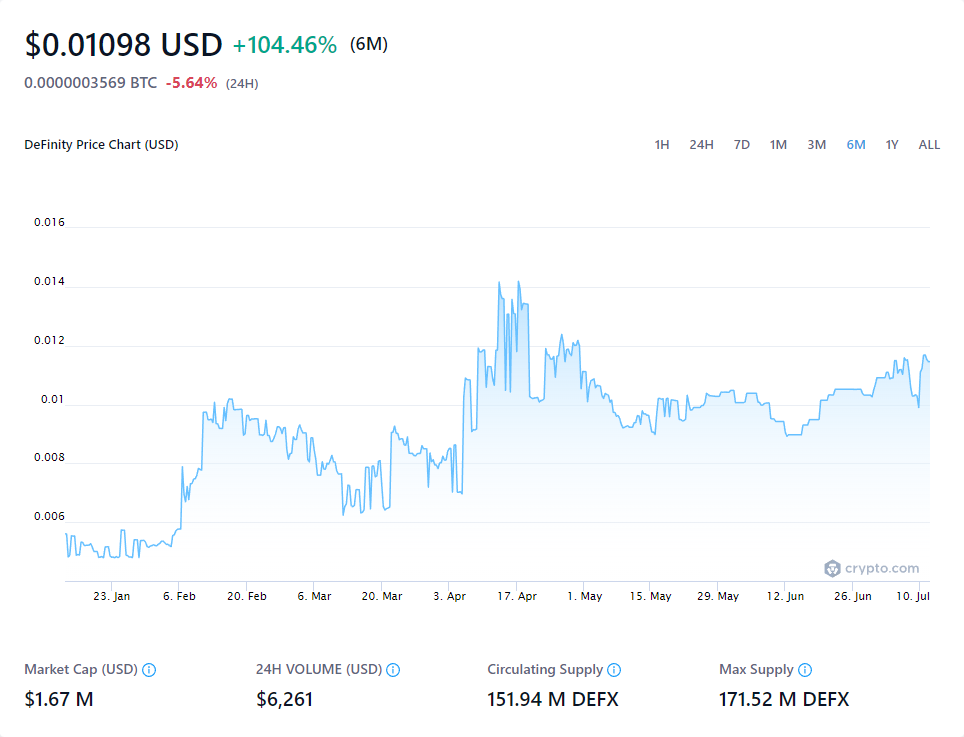 $0.01098 USD +104.46% (6M)
0.0000003569 BTC -5.64% (24H)
DeFinity Price Chart (USD) 1H 24H 7D 1M 3M 6M 1Y ALL
0.016
0.014
0.012
0.01
0.008
0.006
crypto.com
23. Jan 6. Feb 20. Feb 6. Mar 20. Mar 3. Apr 17. Apr 1. May 15. May 29. May 12. Jun 26. Jun 10. Jul
Market Cap (USD) 24H VOLUME (USD) Circulating Supply Max Supply
$1.67 M $6,261 151.94 M DEFX 171.52 M DEFX